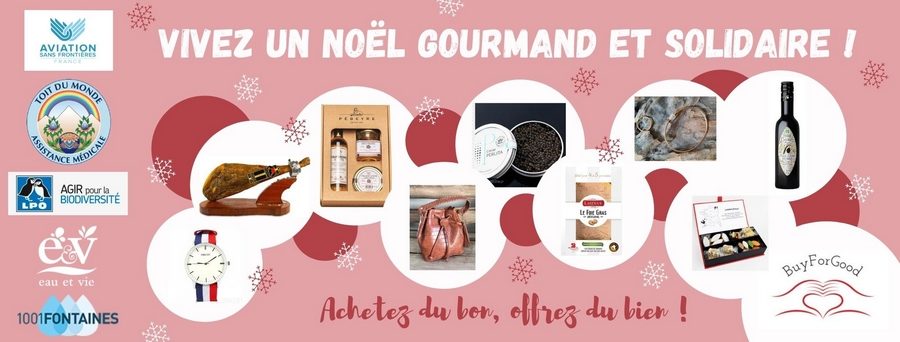 VIVEZ UN NOËL GOURMAND ET SOLIDAIRE !
AVIATION
SANS FRONTIÈRES
FRANCE
TOIT DU MONDE
ASSISTANCE MÉDICALE
LPO
AGIR pour la
BIODIVERSITÉ
é&v
eau et vie
1001FONTAINES
PEBEYRE
LAFITTE
LE FOIE GRAS
Achetez du bon, offrez du bien !
BuyForGood